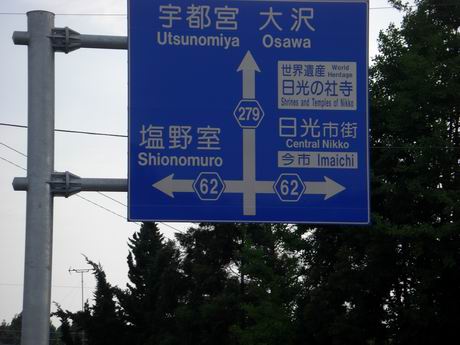 宇都宮 大沢
Utsunomiya Osawa
世界遺産 World Heritage
日光の社寺
Shrines and Temples of Nikko
279
塩野室
Shionomuro
日光市街
Central Nikko
今市 Imaichi
62 62